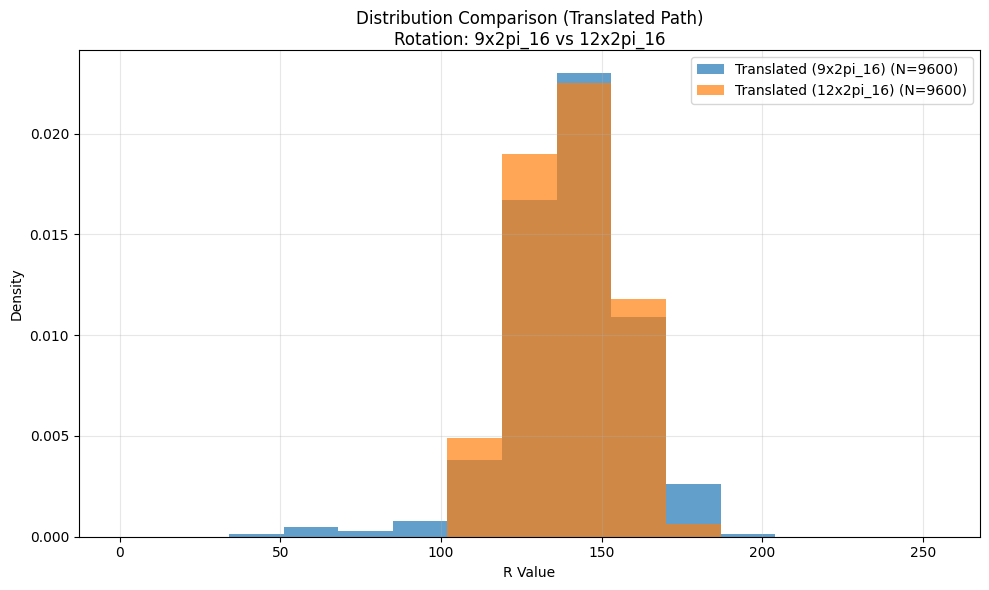 Distribution Comparison (Translated Path)
Rotation: 9x2pi_16 vs 12x2pi_16
Translated (9x2pi_16) (N=9600)
Translated (12x2pi_16) (N=9600)
Density
0.020
0.015
0.010
0.005
0.000
0 50 100 150 200 250
R Value